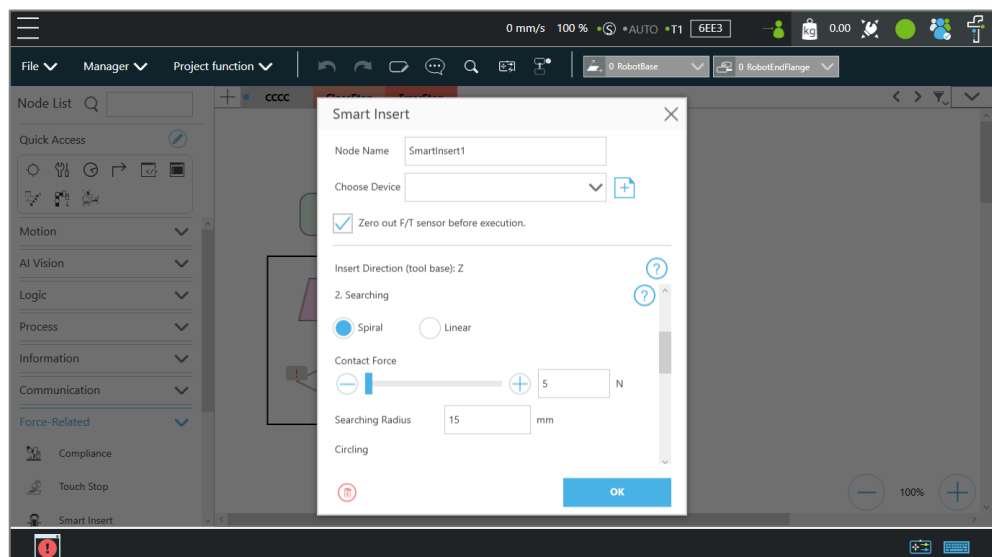 0 mm/s 100 % S AUTO T1 6EE3 kg 0.00
File Manager Project function 0 RobotBase 0 RobotEndFlange
Node List
cccc
Quick Access
Motion
AI Vision
Logic
Process
Information
Communication
Force-Related
Compliance
Touch Stop
Smart Insert
Smart Insert
Node Name SmartInsert1
Choose Device
Zero out F/T sensor before execution.
Insert Direction (tool base): Z ?
2. Searching ?
Spiral Linear
Contact Force
5 N
Searching Radius 15 mm
Circling
OK
100%